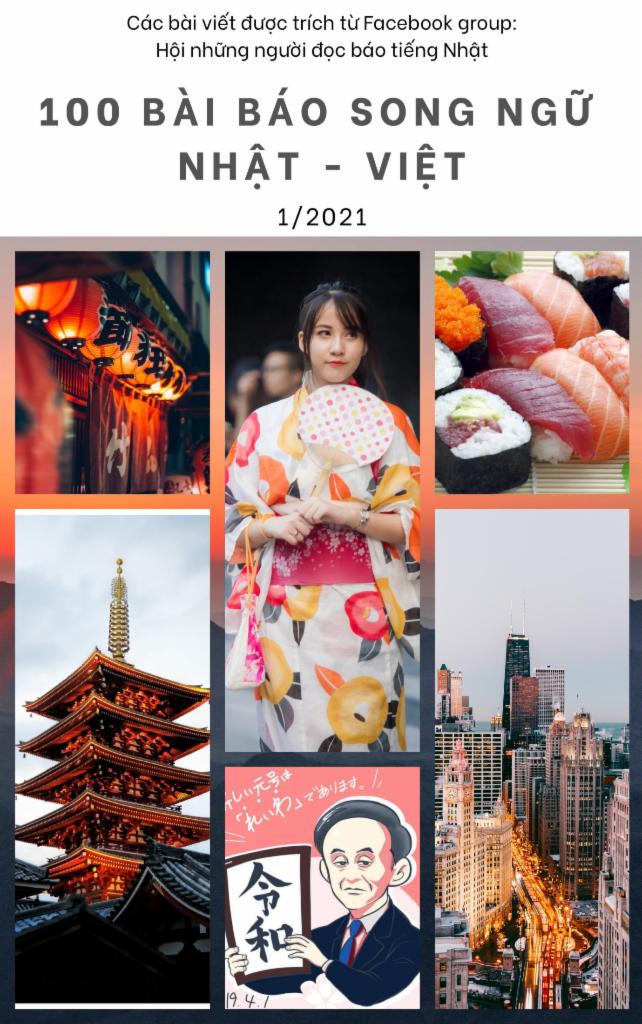 Các bài viết được trích từ Facebook group:
Hội những người đọc báo tiếng Nhật
100 BÀI BÁO SONG NGỮ
NHẬT - VIỆT
1/2021
しい元号は
「れいわ」であります。
令和
19.4.1